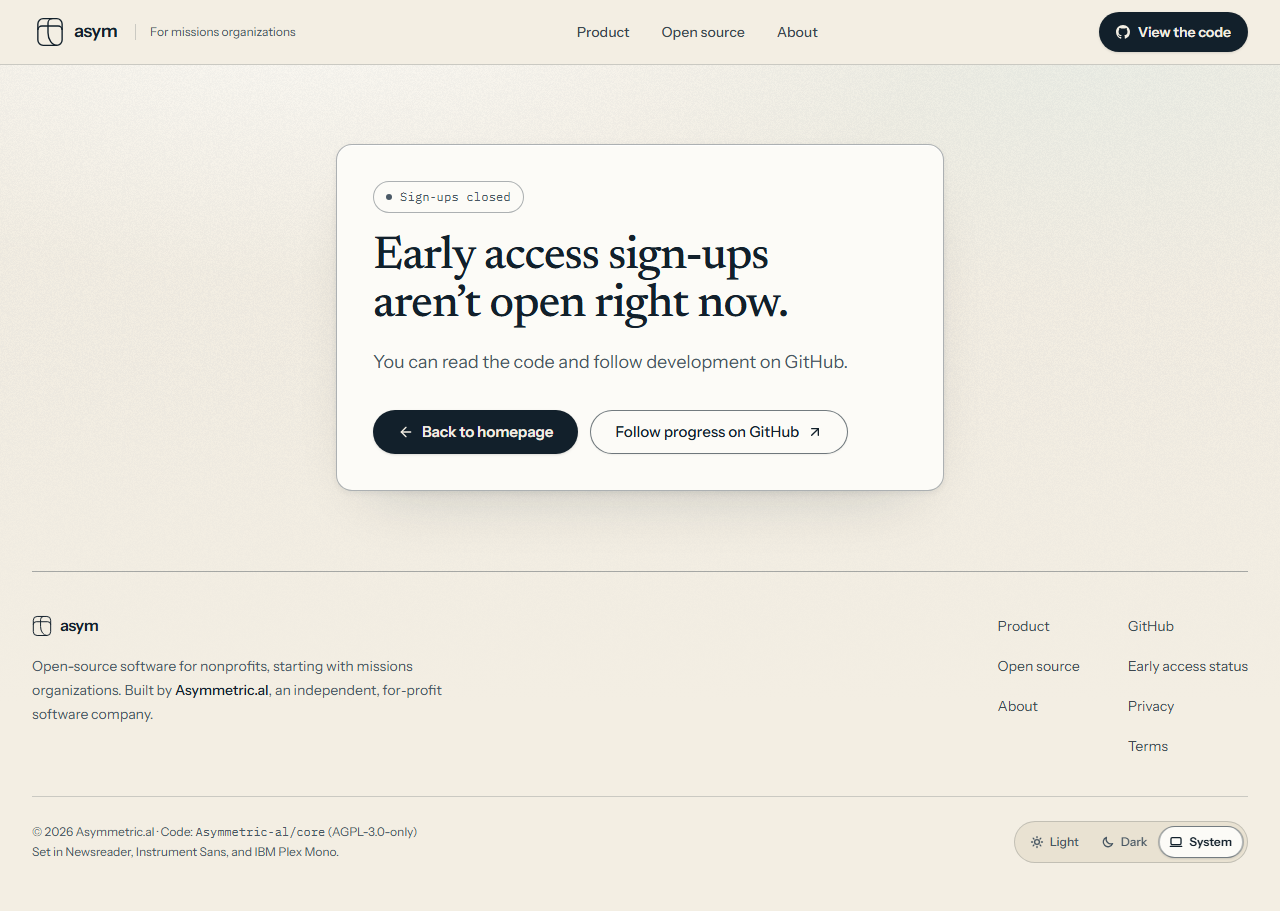 asym
For missions organizations
Product
Open source
About
View the code
Sign-ups closed
Early access sign-ups
aren’t open right now.
You can read the code and follow development on GitHub.
Back to homepage
Follow progress on GitHub
asym
Open-source software for nonprofits, starting with missions
organizations. Built by Asymmetric.al, an independent, for-profit
software company.
Product
Open source
About
GitHub
Early access status
Privacy
Terms
© 2026 Asymmetric.al · Code: Asymmetric-al/core (AGPL-3.0-only)
Set in Newsreader, Instrument Sans, and IBM Plex Mono.
Light
Dark
System